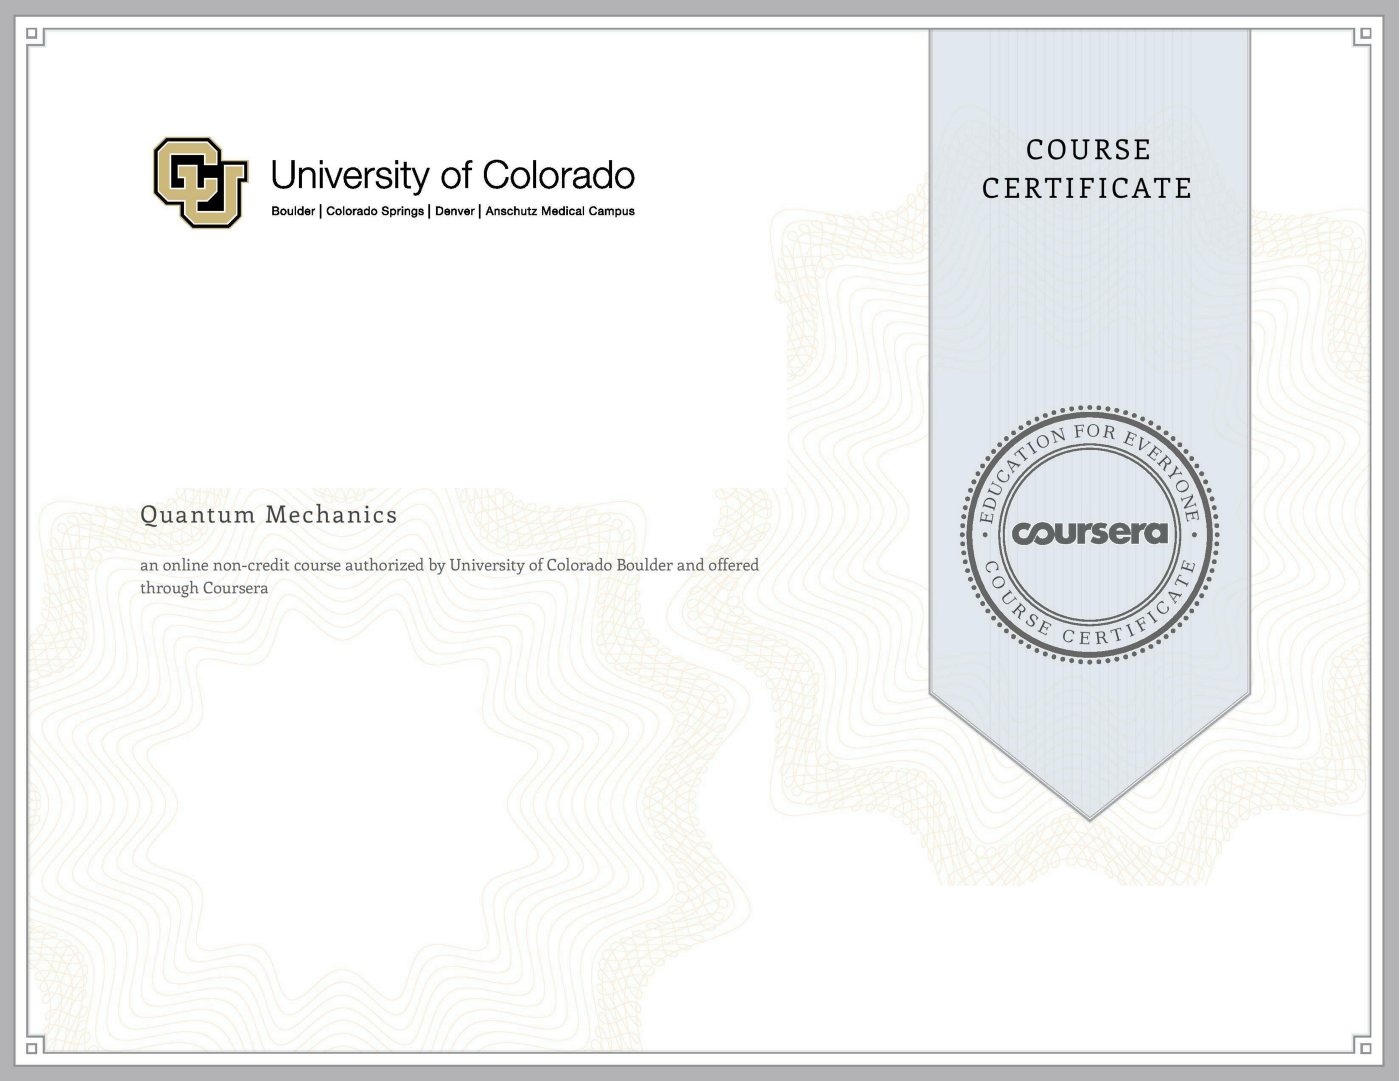 University of Colorado
Boulder | Colorado Springs | Denver | Anschutz Medical Campus
COURSE
CERTIFICATE
EDUCATION FOR EVERYONE
coursera
COURSE CERTIFICATE
Quantum Mechanics
an online non-credit course authorized by University of Colorado Boulder and offered
through Coursera